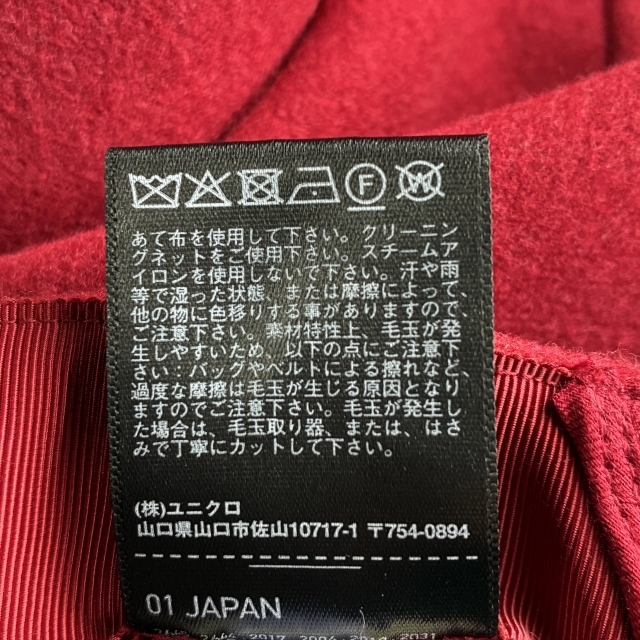 F W
あて布を使用して下さい。クリーニン
グネットをご使用下さい。スチームア
イロンを使用しないで下さい。汗や雨
等で湿った状態、または摩擦によって、
他の物に色移りする事がありますので、
ご注意下さい。素材特性上、毛玉が発
生しやすいため、以下の点にご注意下さ
い:バッグやベルトによる擦れなど、
過度な摩擦は毛玉が生じる原因となり
ますのでご注意下さい。毛玉が発生し
た場合は、毛玉取り器、または、はさ
みで丁寧にカットして下さい。
(株)ユニクロ
山口県山口市佐山10717-1 〒754-0894
01 JAPAN